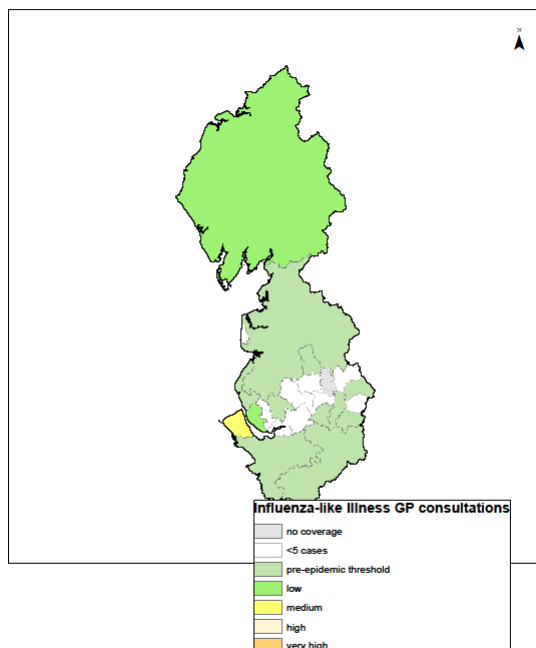 N
Influenza-like Illness GP consultations
no coverage
<5 cases
pre-epidemic threshold
low
medium
high
very high